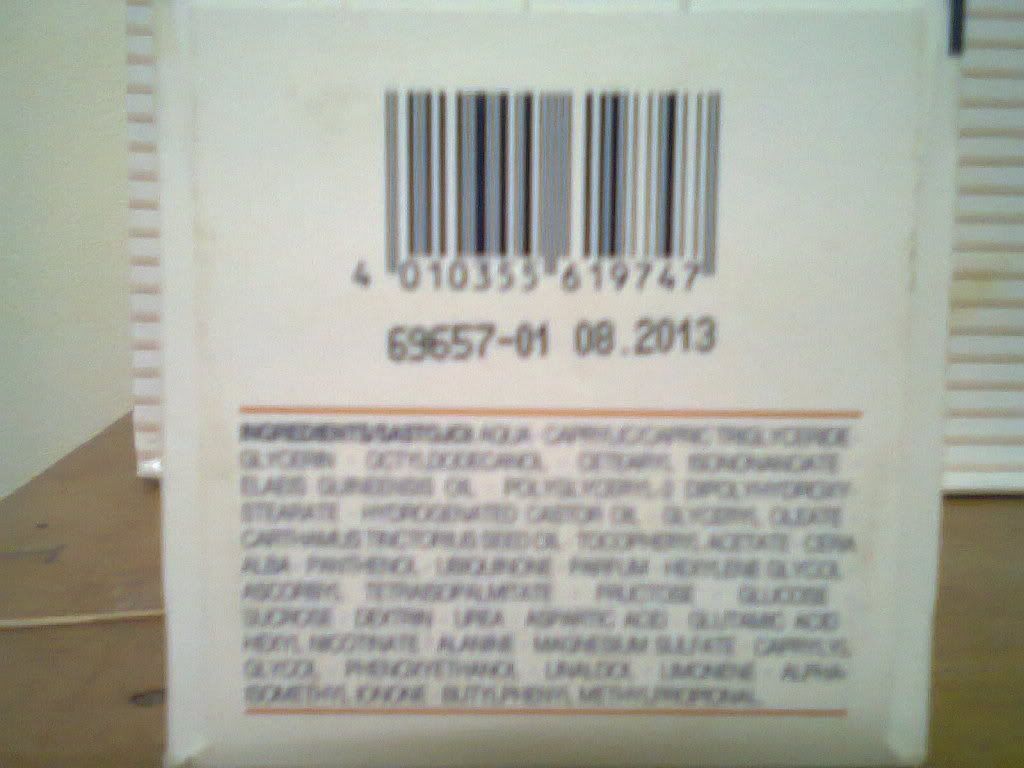 4 010355 619747
69657-01 08.2013
INGREDIENTS/SASTOJCI: AQUA · CAPRYLIC/CAPRIC TRIGLYCERIDE ·
GLYCERIN · OCTYLDODECANOL · CETEARYL ISONONANOATE ·
ELAEIS GUINEENSIS OIL · POLYGLYCERYL-2 DIPOLYHYDROXY-
STEARATE · HYDROGENATED CASTOR OIL · GLYCERYL OLEATE ·
CARTHAMUS TINCTORIUS SEED OIL · TOCOPHERYL ACETATE · CERA
ALBA · PANTHENOL · UBIQUINONE · PARFUM · HEXYLENE GLYCOL ·
ASCORBYL TETRAISOPALMITATE · FRUCTOSE · GLUCOSE ·
SUCROSE · DEXTRIN · UREA · ASPARTIC ACID · GLUTAMIC ACID ·
HEXYL NICOTINATE · ALANINE · MAGNESIUM SULFATE · CAPRYLYL
GLYCOL · PHENOXYETHANOL · LINALOOL · LIMONENE · ALPHA-
ISOMETHYL IONONE · BUTYLPHENYL METHYLPROPIONAL